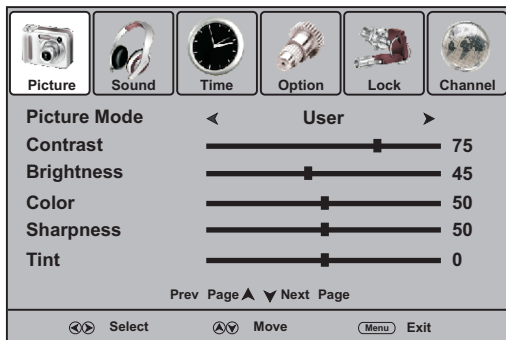 Picture Sound Time Option Lock Channel
Picture Mode User
Contrast 75
Brightness 45
Color 50
Sharpness 50
Tint 0
Prev Page Next Page
Select Move Menu Exit